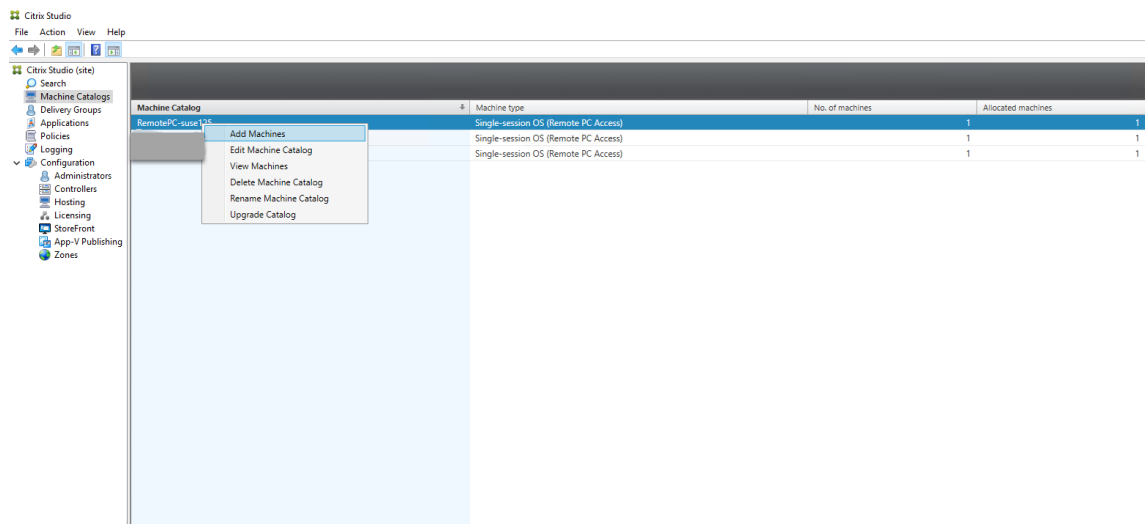 Citrix Studio
File Action View Help
Citrix Studio (site)
Search
Machine Catalogs
Delivery Groups
Applications
Policies
Logging
Configuration
Administrators
Controllers
Hosting
Licensing
StoreFront
App-V Publishing
Zones
Machine Catalog Machine type No. of machines Allocated machines
RemotePC-suse125 Single-session OS (Remote PC Access) 1 1
Single-session OS (Remote PC Access) 1 1
Single-session OS (Remote PC Access) 1 1
Add Machines
Edit Machine Catalog
View Machines
Delete Machine Catalog
Rename Machine Catalog
Upgrade Catalog